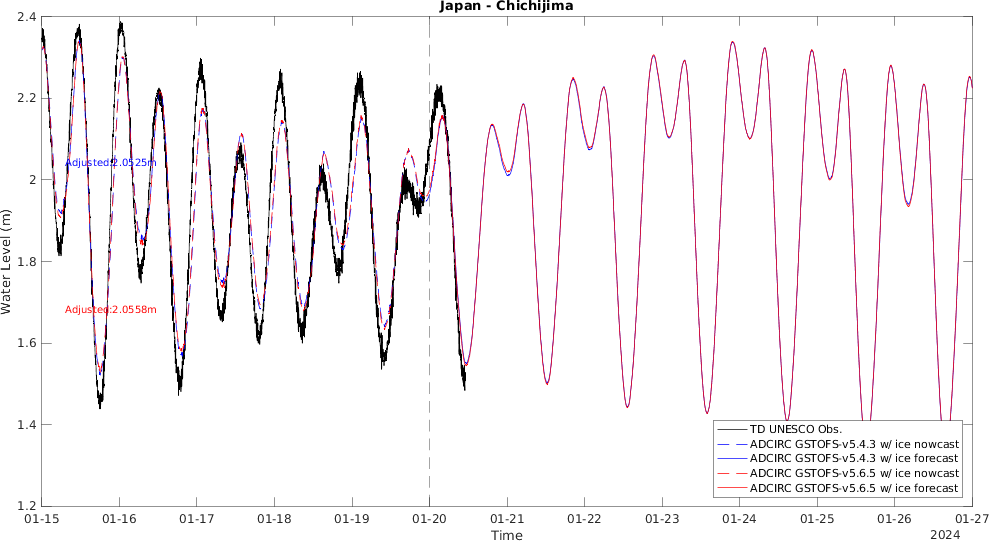 Japan - Chichijima
Water Level (m)
2.4
2.2
2
1.8
1.6
1.4
1.2
Adjusted:2.0525m
Adjusted:2.0558m
TD UNESCO Obs.
ADCIRC GSTOFS-v5.4.3 w/ ice nowcast
ADCIRC GSTOFS-v5.4.3 w/ ice forecast
ADCIRC GSTOFS-v5.6.5 w/ ice nowcast
ADCIRC GSTOFS-v5.6.5 w/ ice forecast
01-15 01-16 01-17 01-18 01-19 01-20 01-21 01-22 01-23 01-24 01-25 01-26 01-27
Time
2024